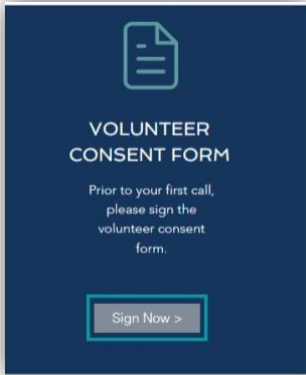 VOLUNTEER
CONSENT FORM
Prior to your first call,
please sign the
volunteer consent
form.
Sign Now >